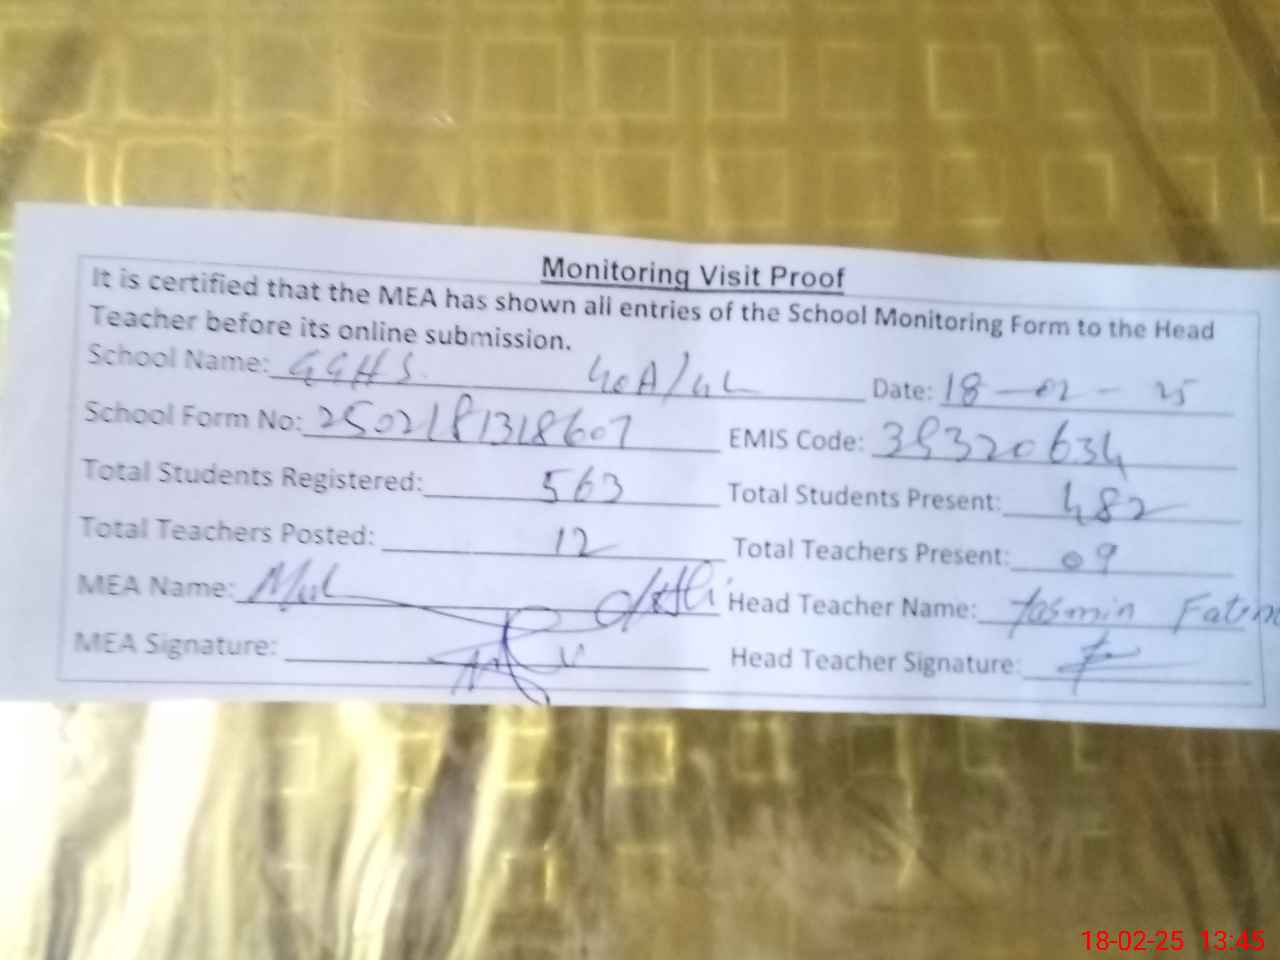 Monitoring Visit Proof
It is certified that the MEA has shown all entries of the School Monitoring Form to the Head
Teacher before its online submission.
School Name: GGHS. 40A/4L Date: 18-02-25
School Form No: 2502181318607 EMIS Code: 39320634
Total Students Registered: 563 Total Students Present: 482
Total Teachers Posted: 12 Total Teachers Present: 09
MEA Name: Head Teacher Name: Yasmin
MEA Signature: Head Teacher Signature:
18-02-25 13:45